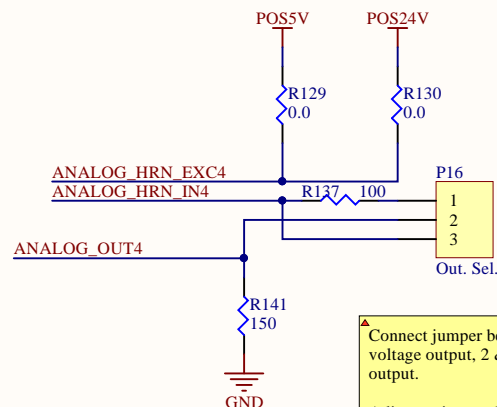 POS5V
POS24V
R129
0.0
R130
0.0
ANALOG_HRN_EXC4
ANALOG_HRN_IN4
R137 100
P16
1
2
3
Out. Sel.
ANALOG_OUT4
R141
150
GND
Connect jumper
voltage output, 2
output.